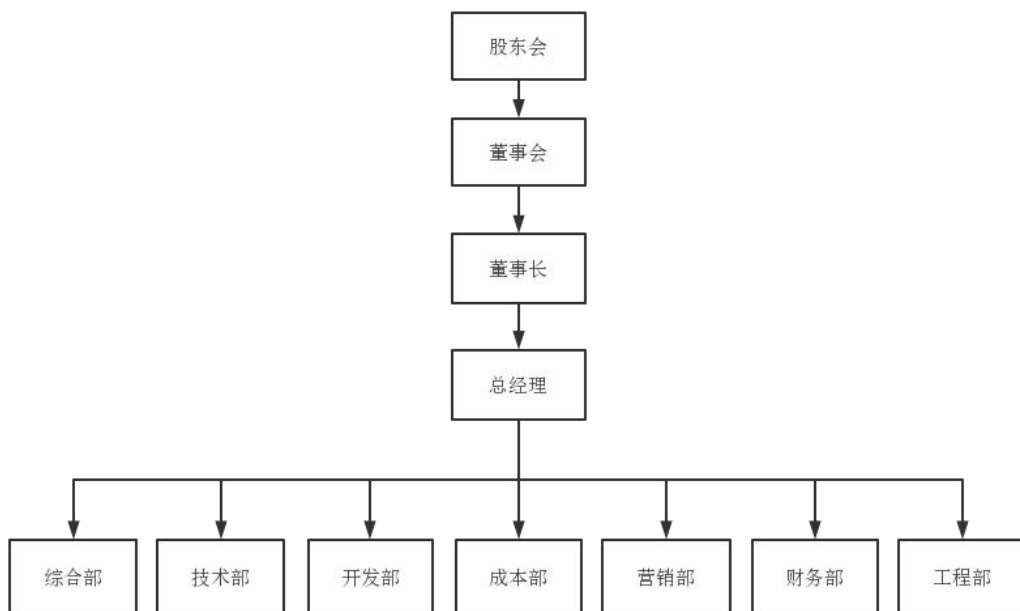 股东会
董事会
董事长
总经理
综合部
技术部
开发部
成本部
营销部
财务部
工程部